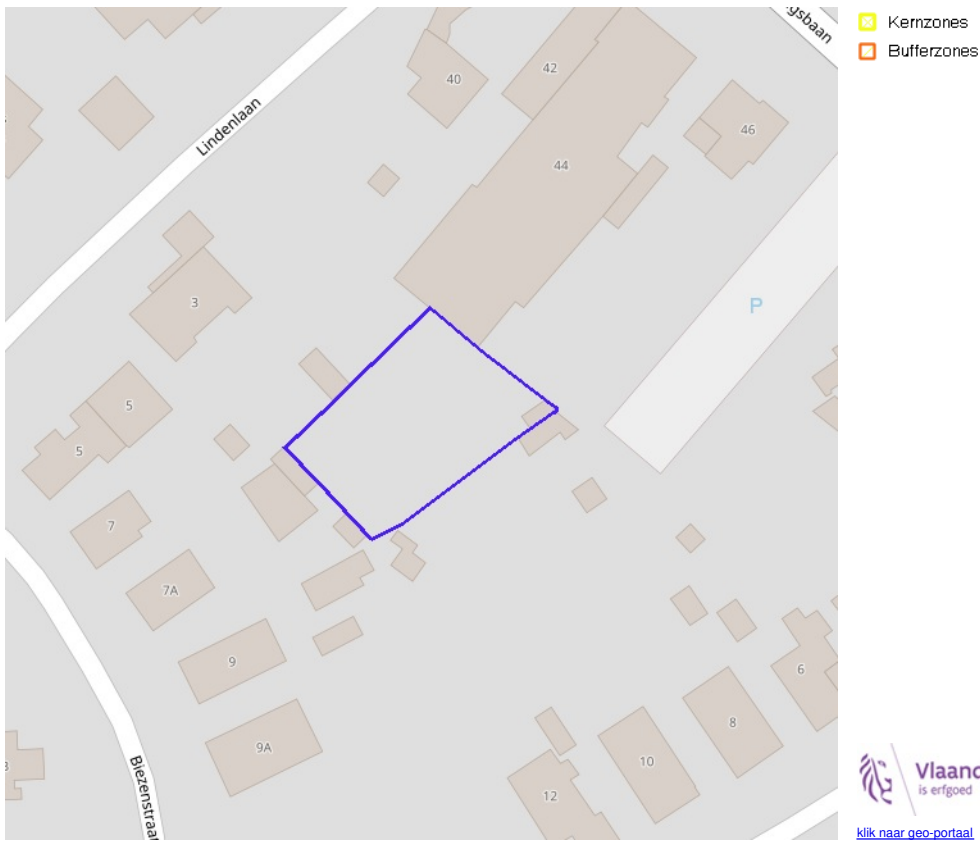 gsbaan
Kernzones
Bufferzones
40
42
46
44
Lindenlaan
3
P
5
5
7
7A
9
6
8
9A
10
12
Biezenstraat
Vlaand
is erfgoed
klik naar geo-portaal